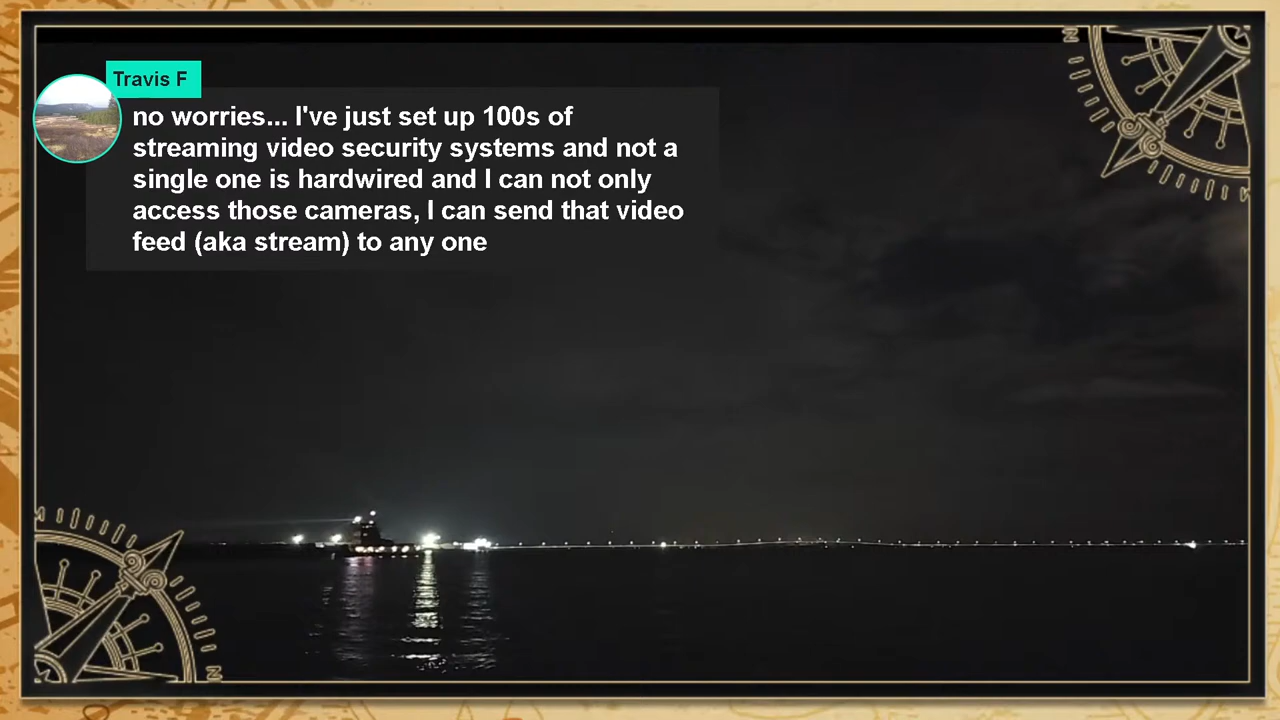 N
Travis F
no worries... I've just set up 100s of
streaming video security systems and not a
single one is hardwired and I can not only
access those cameras, I can send that video
feed (aka stream) to any one
N